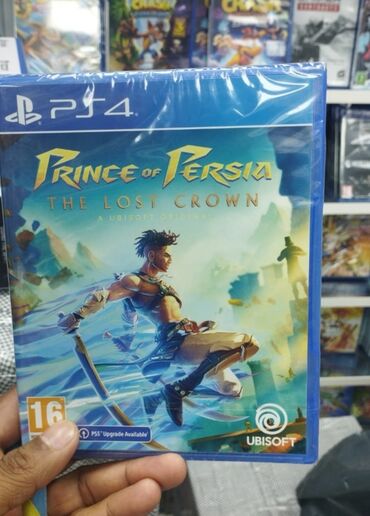 PS4
PRINCE OF PERSIA
THE LOST CROWN
A UBISOFT ORIGINAL
16
PS5 Upgrade Available
UBISOFT